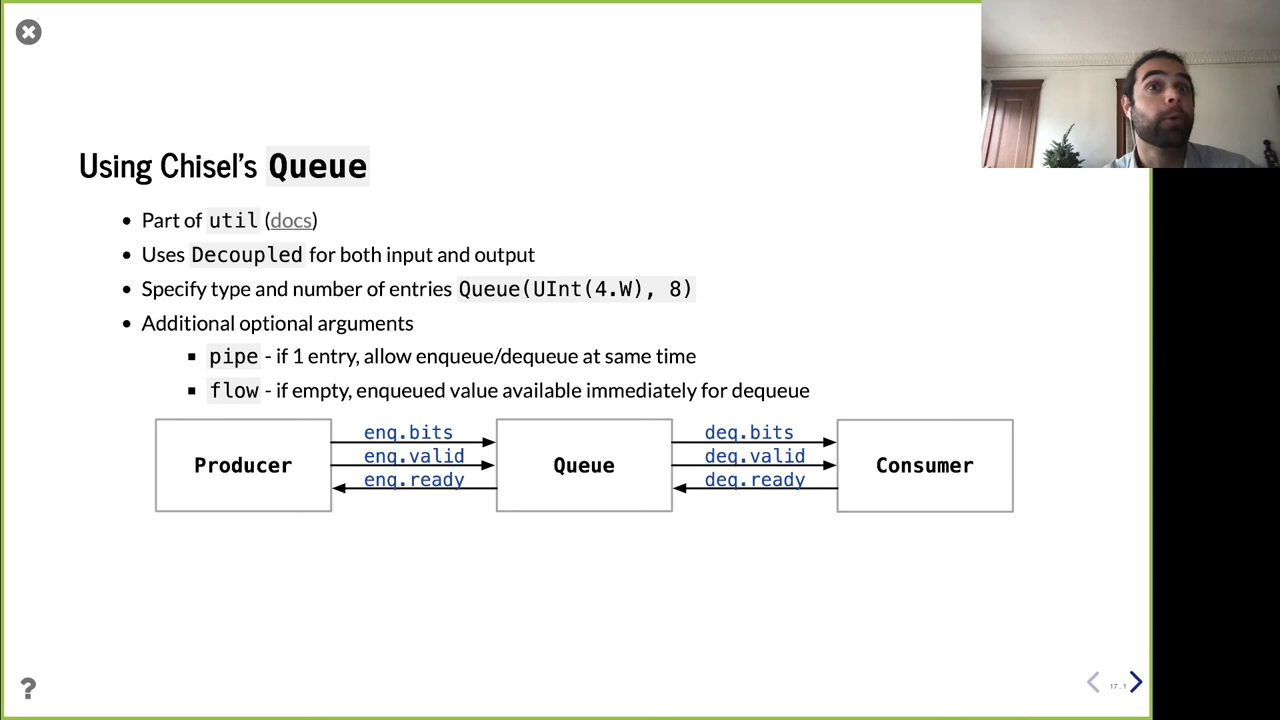 Using Chisel's Queue
Part of util (docs)
Uses Decoupled for both input and output
Specify type and number of entries Queue(UInt(4.W), 8)
Additional optional arguments
pipe - if 1 entry, allow enqueue/dequeue at same time
flow - if empty, enqueued value available immediately for dequeue
Producer
enq.bits
enq.valid
enq.ready
Queue
deq.bits
deq.valid
deq.ready
Consumer
?
17.1